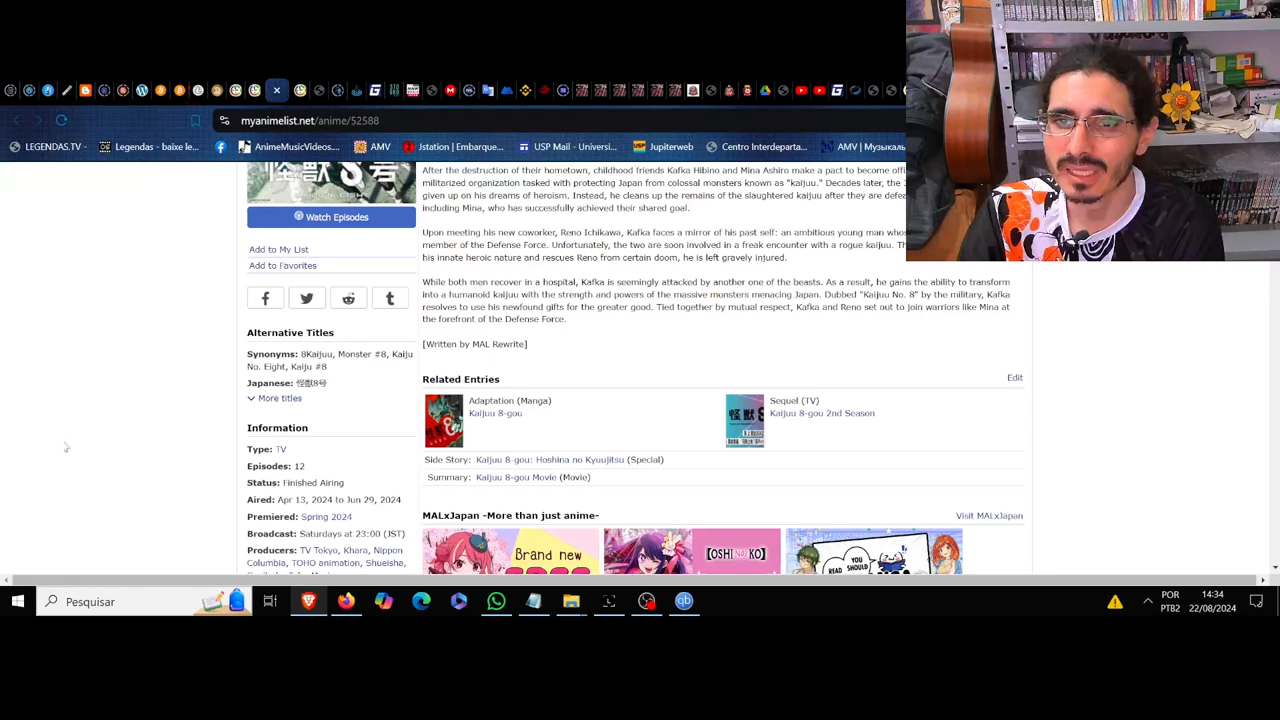 myanimelist.net/anime/52588
LEGENDAS.TV -
Legendas - baixe le...
AnimeMusicVideos....
AMV
Jstation | Embarque...
USP Mail - Universi...
Jupiterweb
Centro Interdeparta...
AMV | Музыкаль
怪獣8号
Watch Episodes
Add to My List
Add to Favorites
Alternative Titles
Synonyms: 8Kaijuu, Monster #8, Kaiju
No. Eight, Kaiju #8
Japanese: 怪獣8号
More titles
Information
Type: TV
Episodes: 12
Status: Finished Airing
Aired: Apr 13, 2024 to Jun 29, 2024
Premiered: Spring 2024
Broadcast: Saturdays at 23:00 (JST)
Producers: TV Tokyo, Khara, Nippon
Columbia, TOHO animation, Shueisha,
After the destruction of their hometown, childhood friends Kafka Hibino and Mina Ashiro make a pact to become offi
militarized organization tasked with protecting Japan from colossal monsters known as "kaijuu." Decades later, the
given up on his dreams of heroism. Instead, he cleans up the remains of the slaughtered kaijuu after they are defea
including Mina, who has successfully achieved their shared goal.
Upon meeting his new coworker, Reno Ichikawa, Kafka faces a mirror of his past self: an ambitious young man whos
member of the Defense Force. Unfortunately, the two are soon involved in a freak encounter with a rogue kaijuu. Th
his innate heroic nature and rescues Reno from certain doom, he is left gravely injured.
While both men recover in a hospital, Kafka is seemingly attacked by another one of the beasts. As a result, he gains the ability to transform
into a humanoid kaijuu with the strength and powers of the massive monsters menacing Japan. Dubbed "Kaijuu No. 8" by the military, Kafka
resolves to use his newfound gifts for the greater good. Tied together by mutual respect, Kafka and Reno set out to join warriors like Mina at
the forefront of the Defense Force.
[Written by MAL Rewrite]
Related Entries
Edit
Adaptation (Manga)
Kaijuu 8-gou
Sequel (TV)
Kaijuu 8-gou 2nd Season
Side Story: Kaijuu 8-gou: Hoshina no Kyuujitsu (Special)
Summary: Kaijuu 8-gou Movie (Movie)
MALxJapan -More than just anime-
Visit MALxJapan
Brand new
【OSHI NO KO】
READ YOU SHOULD
Pesquisar
POR
PTB2
14:34
22/08/2024